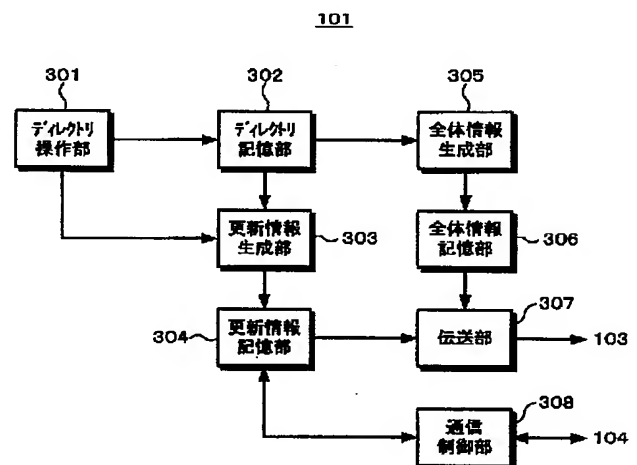 101
301
302
305
ディレクトリ
操作部
ディレクトリ
記憶部
全体情報
生成部
更新情報
生成部
303
全体情報
記憶部
306
307
304
更新情報
記憶部
伝送部
103
308
通信
制御部
104